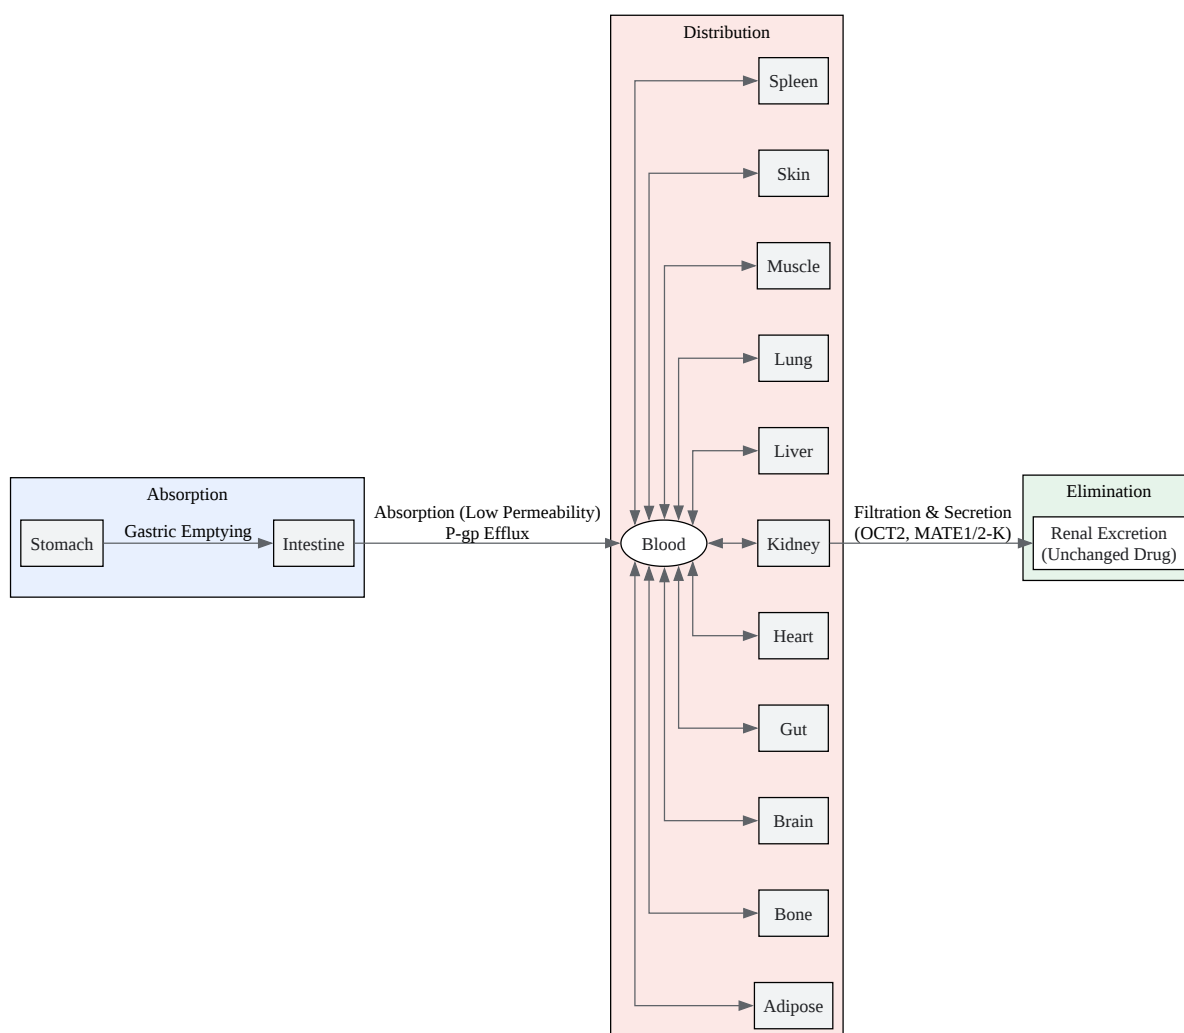 Distribution
Spleen
Skin
Muscle
Lung
Liver
Absorption
Stomach
Gastric Emptying
Intestine
Absorption (Low Permeability)
P-gp Efflux
Blood
Kidney
Filtration & Secretion
(OCT2, MATE1/2-K)
Elimination
Renal Excretion
(Unchanged Drug)
Heart
Gut
Brain
Bone
Adipose